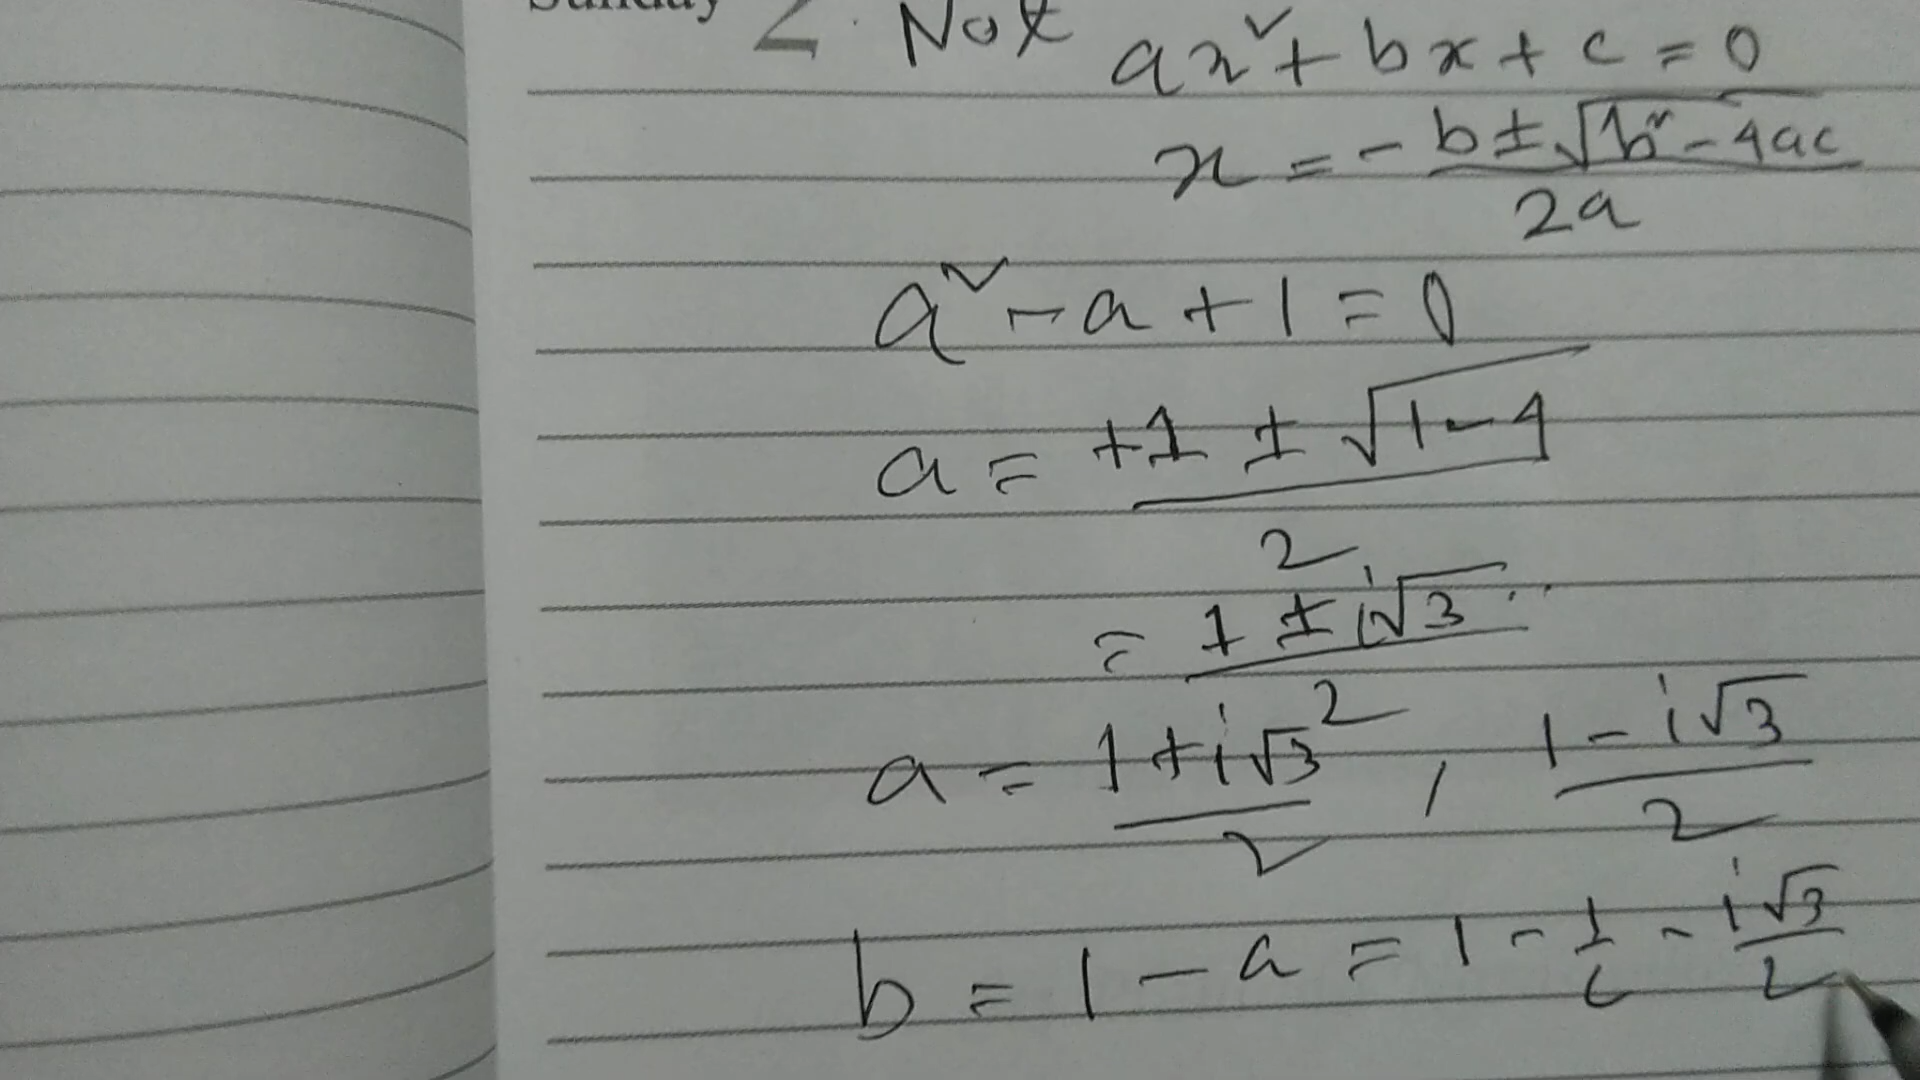 Sunday 2. Not
ax² + bx + c = 0
x = - b ± √b² - 4ac / 2a
a² - a + 1 = 0
a = +1 ± √1 - 4 / 2
= 1 ± i√3 / 2
a = 1 + i√3 / 2 , 1 - i√3 / 2
b = 1 - a = 1 - 1/2 - i√3/2